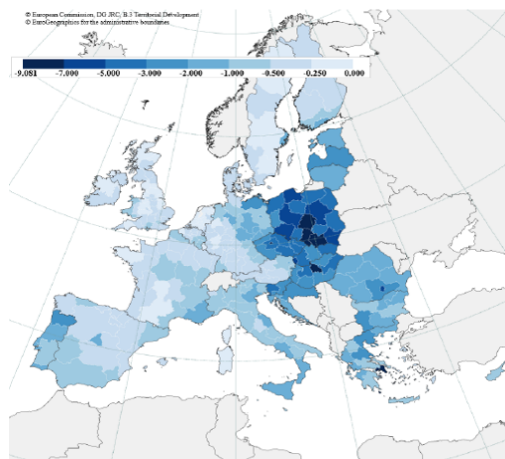 © European Commission, DG JRC, B.3 Territorial Development
© EuroGeographics for the administrative boundaries
-9.081 -7.000 -5.000 -3.000 -2.000 -1.000 -0.500 -0.250 0.000